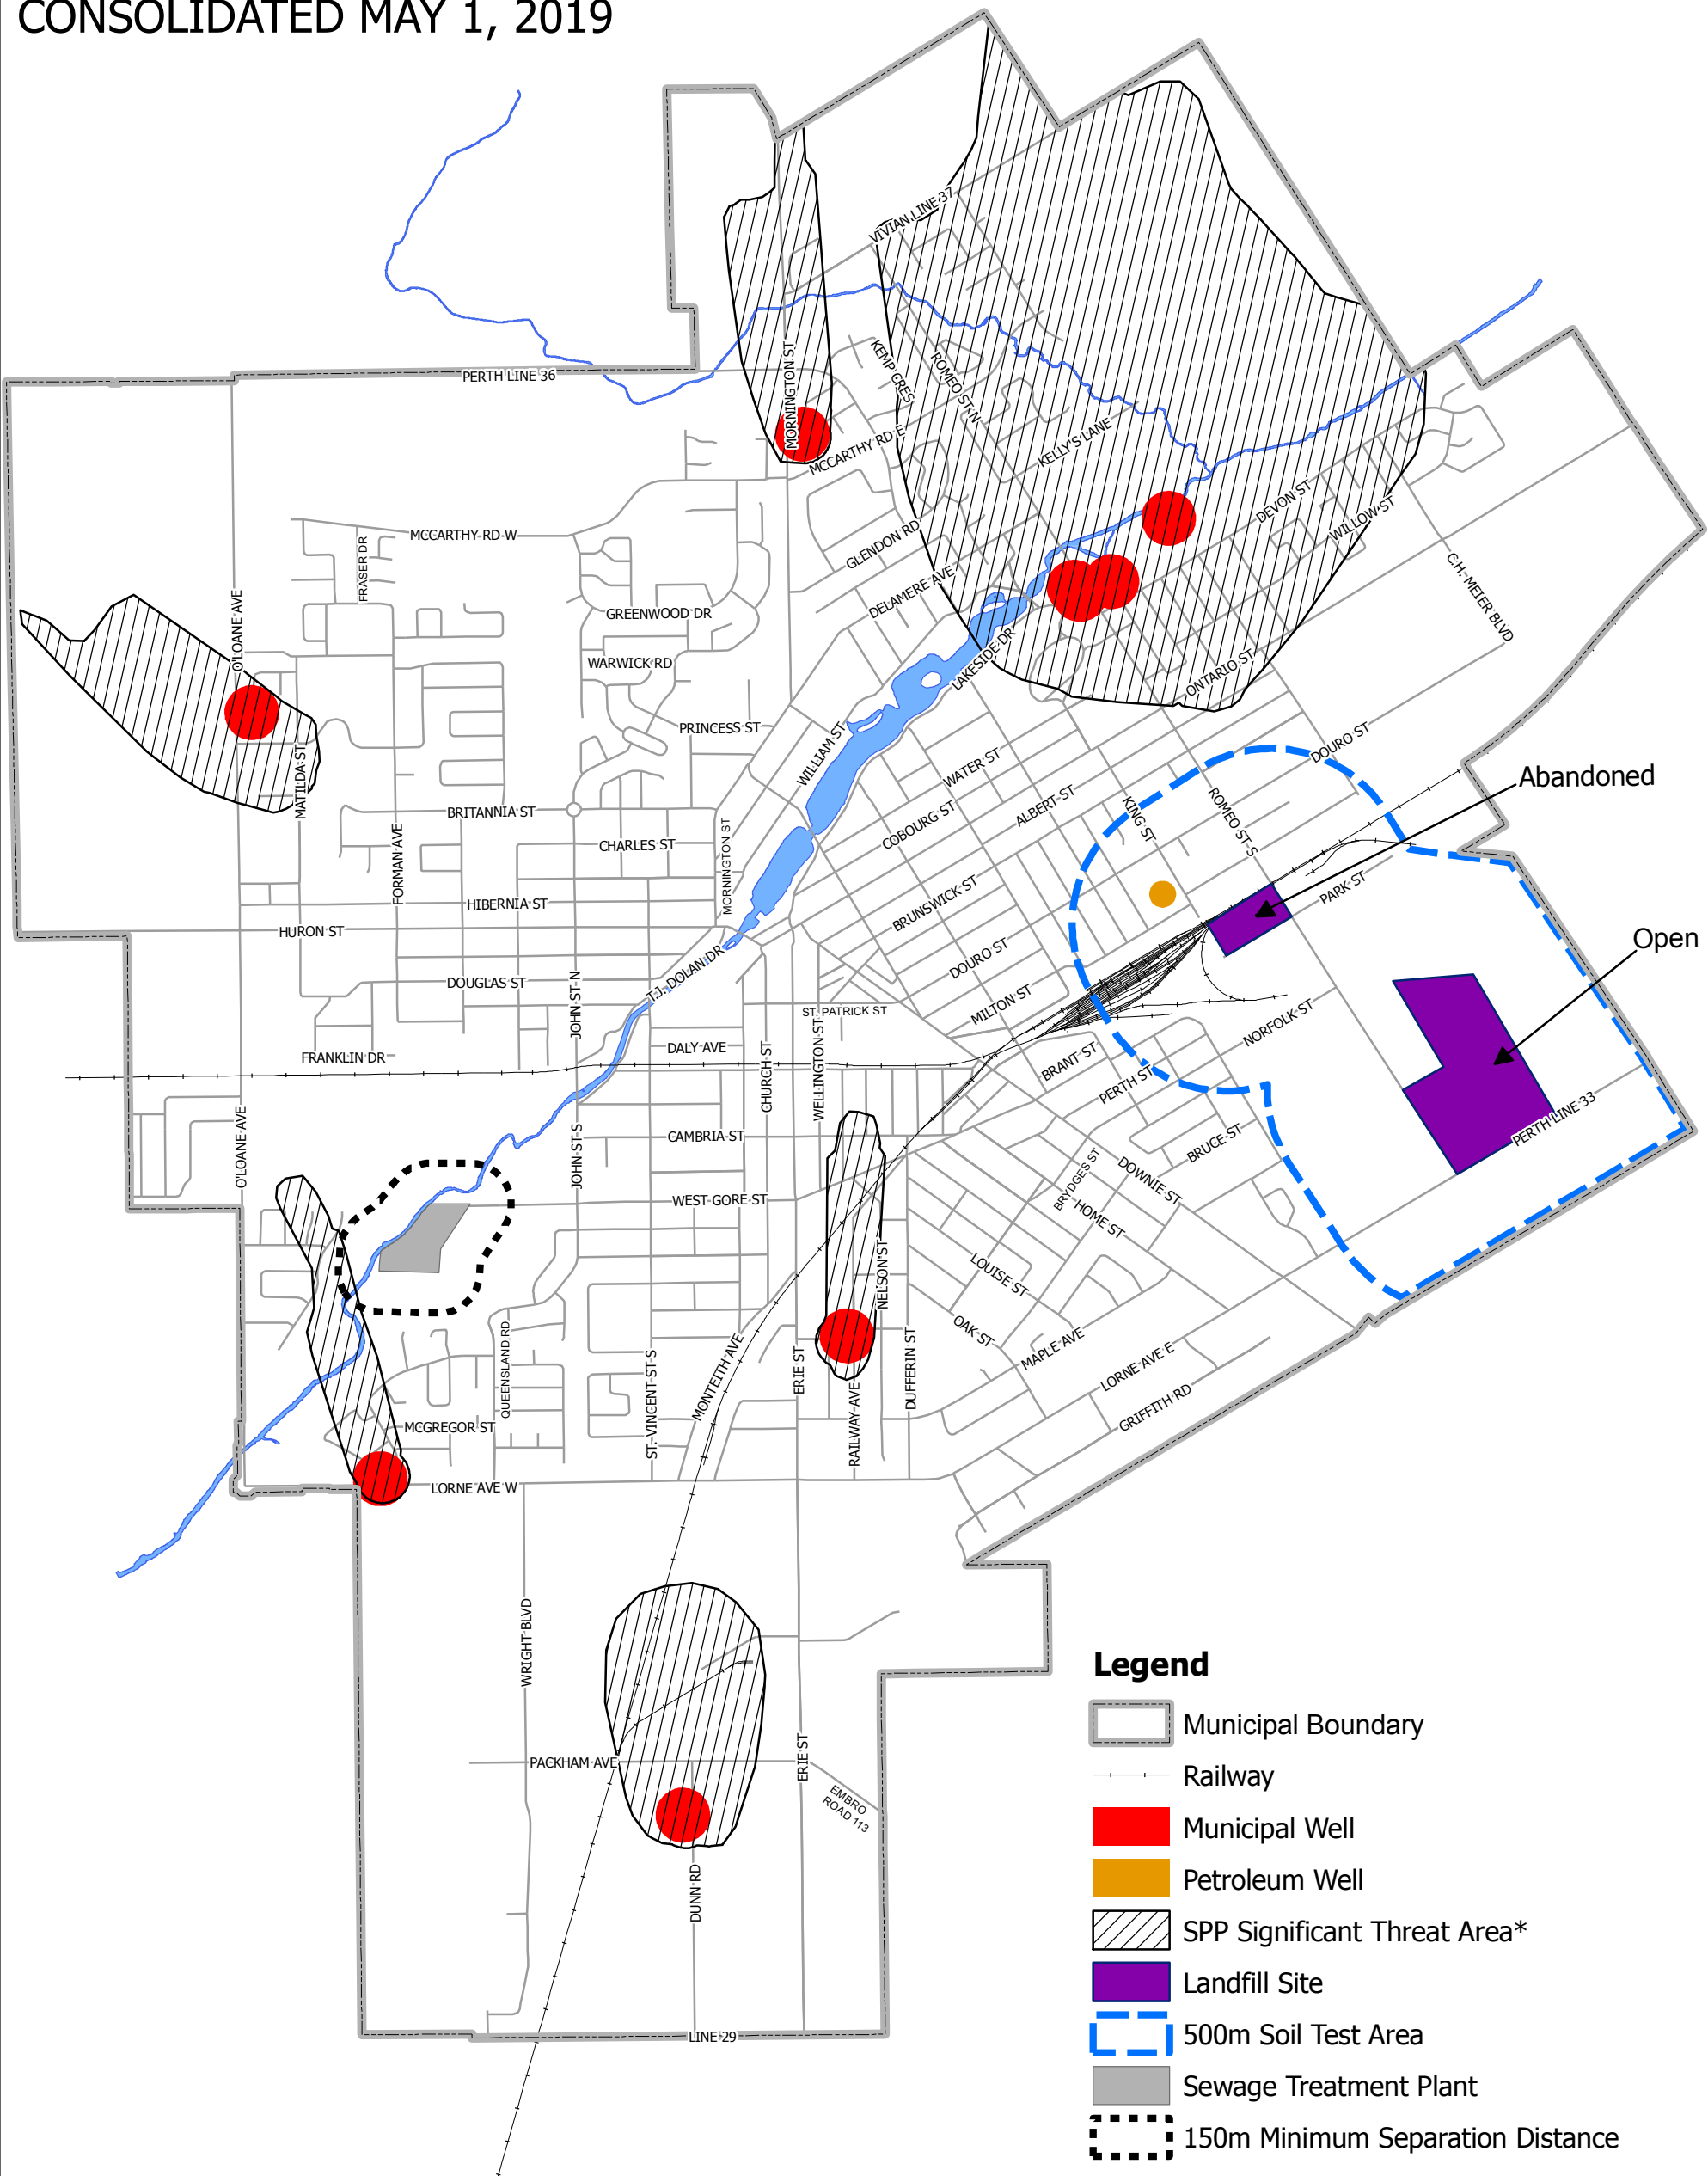 CONSOLIDATED MAY 1, 2019
VIVIAN LINE 37
PERTH LINE 36
MORNINGTON ST
KEMP CRES
ROMEO ST N
MCCARTHY RD E
KELLY'S LANE
DEVON ST
WILLOW ST
GLENDON RD
DELAMERE AVE
C.H. MEIER BLVD
MCCARTHY RD W
FRASER DR
GREENWOOD DR
O'LOANE AVE
WARWICK RD
LAKESIDE DR
ONTARIO ST
PRINCESS ST
WILLIAM ST
WATER ST
DOURO ST
MATILDA ST
Abandoned
BRITANNIA ST
COBOURG ST
ALBERT ST
KING ST
ROMEO ST S
CHARLES ST
FORMAN AVE
MORNINGTON ST
BRUNSWICK ST
PARK ST
HIBERNIA ST
HURON ST
Open
DOURO ST
T.J. DOLAN DR
DOUGLAS ST
JOHN ST N
MILTON ST
ST. PATRICK ST
NORFOLK ST
FRANKLIN DR
DALY AVE
CHURCH ST
WELLINGTON ST
BRANT ST
PERTH ST
PERTH LINE 33
O'LOANE AVE
CAMBRIA ST
JOHN ST S
BRUCE ST
BRYDGES ST
DOWNIE ST
WEST GORE ST
HOME ST
NELSON ST
LOUISE ST
OAK ST
MAPLE AVE
QUEENSLAND RD
ST. VINCENT ST S
MONTEITH AVE
ERIE ST
RAILWAY AVE
DUFFERIN ST
LORNE AVE E
GRIFFITH RD
MCGREGOR ST
LORNE AVE W
WRIGHT BLVD
PACKHAM AVE
ERIE ST
EMBRO
ROAD 113
DUNN RD
LINE 29
Legend
Municipal Boundary
Railway
Municipal Well
Petroleum Well
SPP Significant Threat Area*
Landfill Site
500m Soil Test Area
Sewage Treatment Plant
150m Minimum Separation Distance